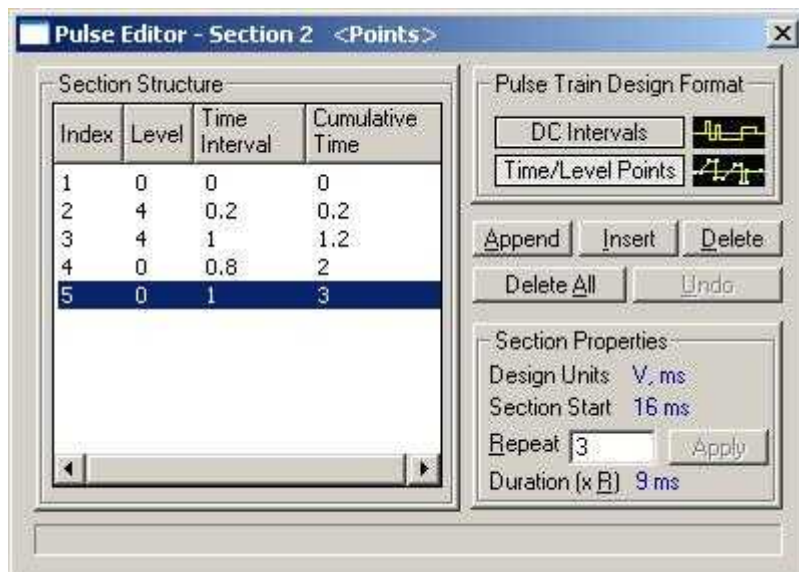 Pulse Editor - Section 2 <Points>
Section Structure
Index Level Time Interval Cumulative Time
1 0 0 0
2 4 0.2 0.2
3 4 1 1.2
4 0 0.8 2
5 0 1 3
Pulse Train Design Format
DC Intervals
Time/Level Points
Append Insert Delete
Delete All Undo
Section Properties
Design Units V, ms
Section Start 16 ms
Repeat 3 Apply
Duration (x R) 9 ms